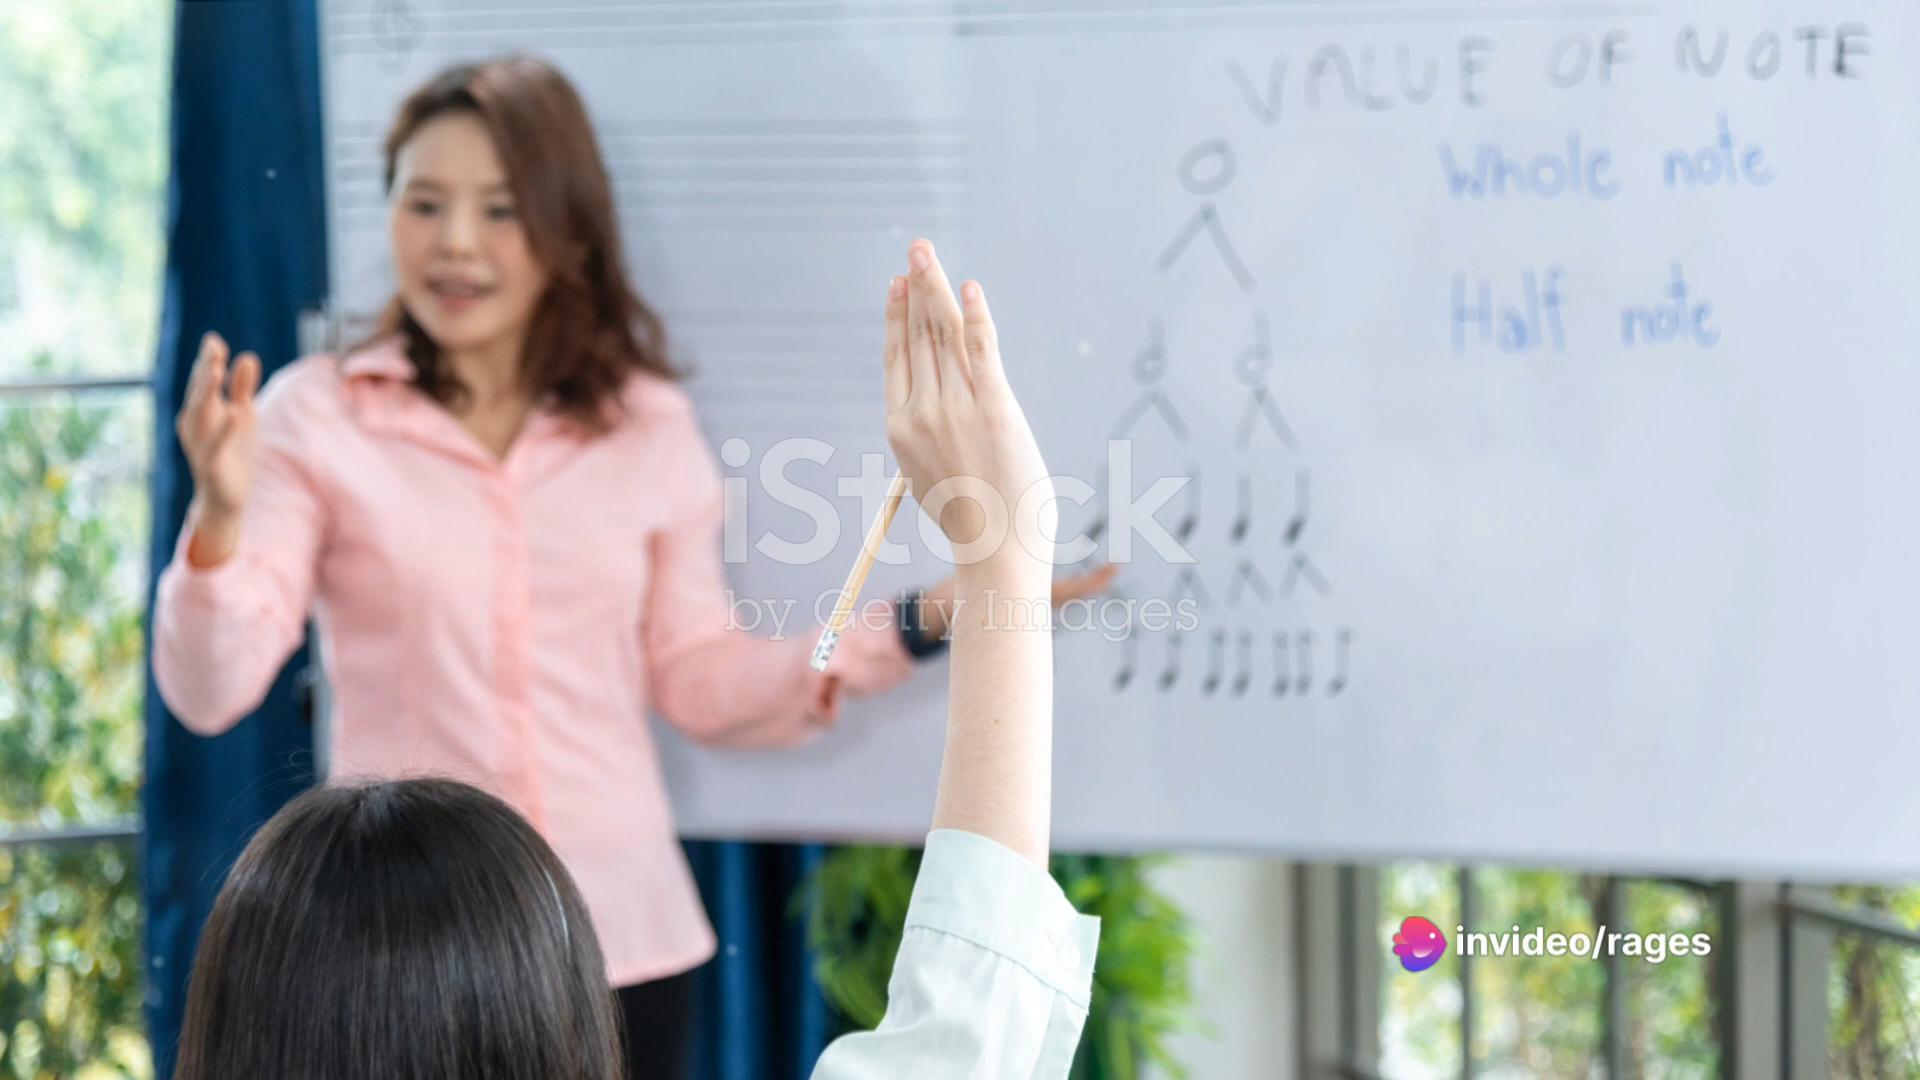 VALUE OF NOTE
Whole note
Half note
iStock
by Getty Images
invideo/rages